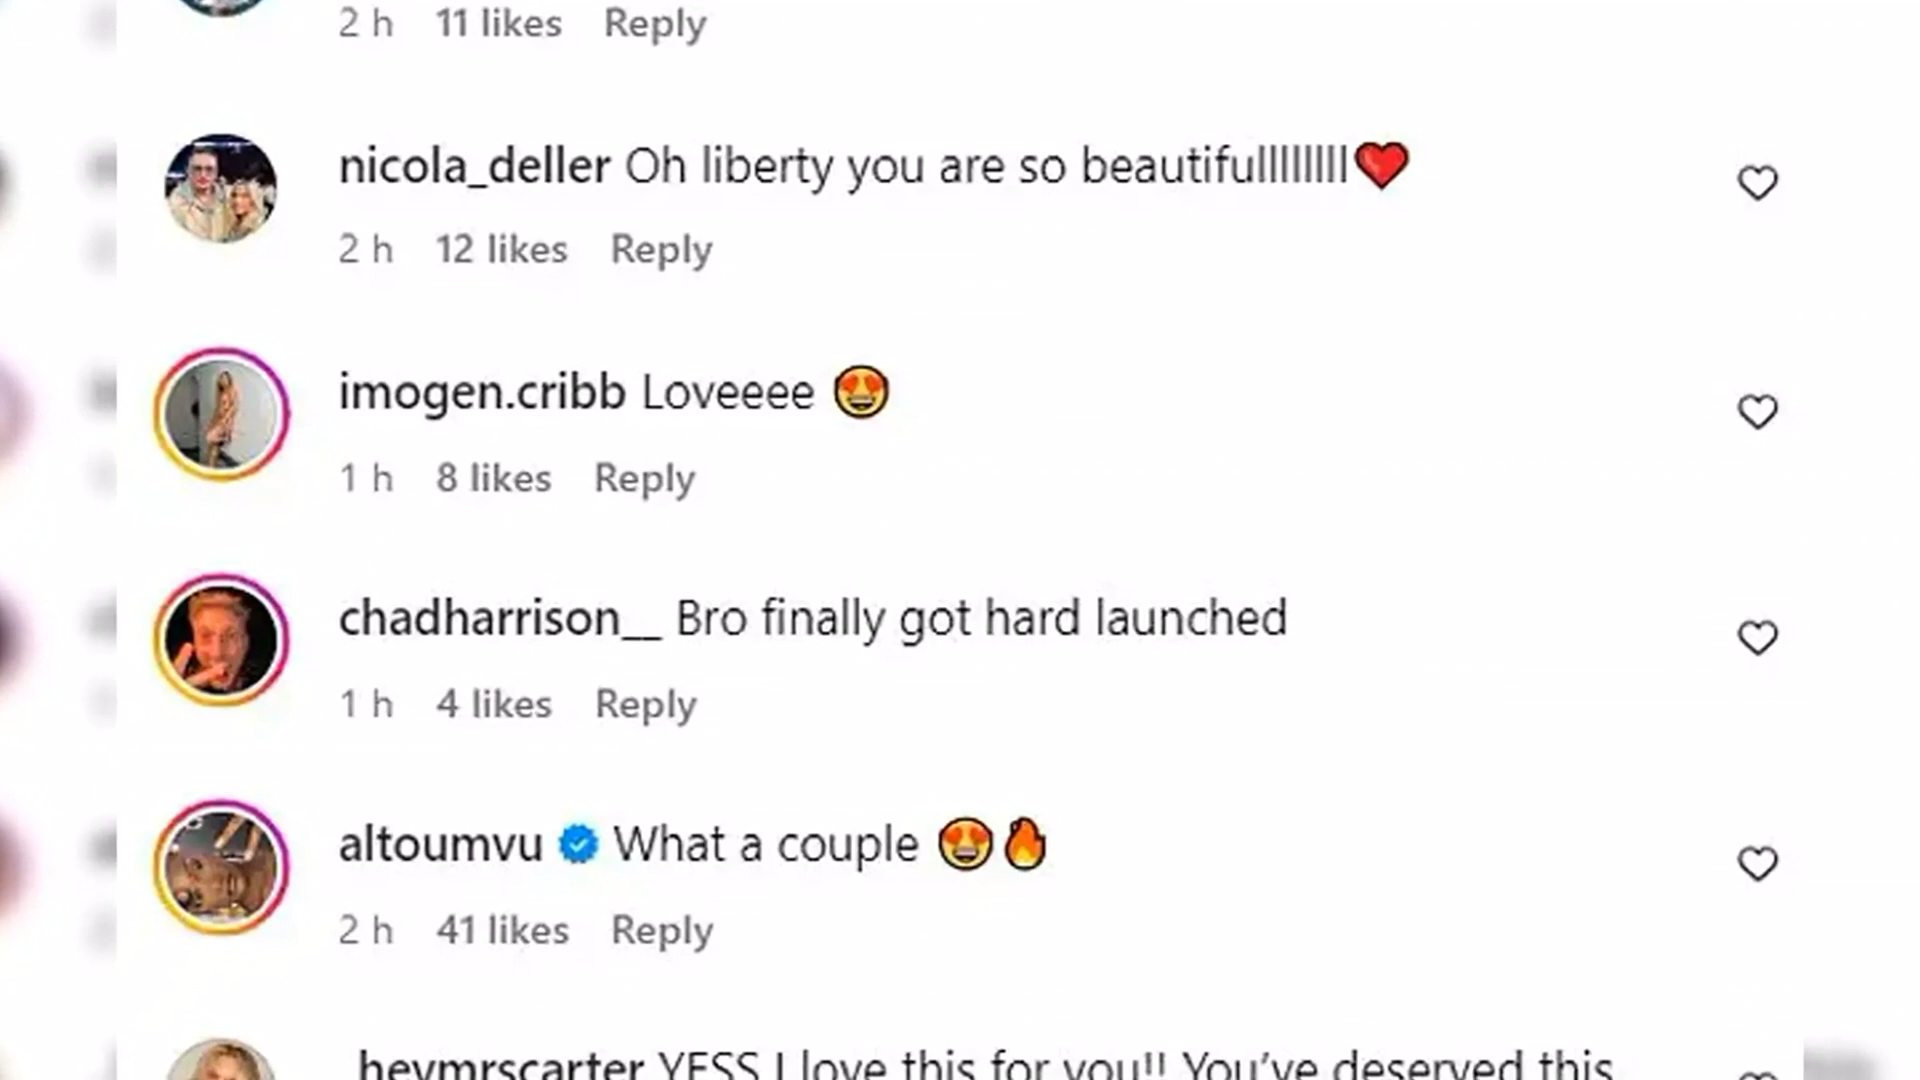 2 h 11 likes Reply
nicola_deller Oh liberty you are so beautifullllllll❤️
2 h 12 likes Reply
imogen.cribb Loveeee 😍
1 h 8 likes Reply
chadharrison__ Bro finally got hard launched
1 h 4 likes Reply
altoumvu What a couple 😍🔥
2 h 41 likes Reply
heymrscarter YESS I love this for you!! You've deserved this